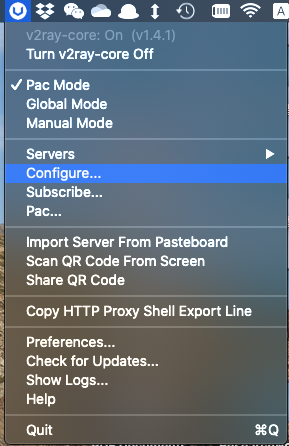 A
v2ray-core: On (v1.4.1)
Turn v2ray-core Off
✓ Pac Mode
Global Mode
Manual Mode
Servers
Configure...
Subscribe...
Pac...
Import Server From Pasteboard
Scan QR Code From Screen
Share QR Code
Copy HTTP Proxy Shell Export Line
Preferences...
Check for Updates...
Show Logs...
Help
Quit ⌘Q